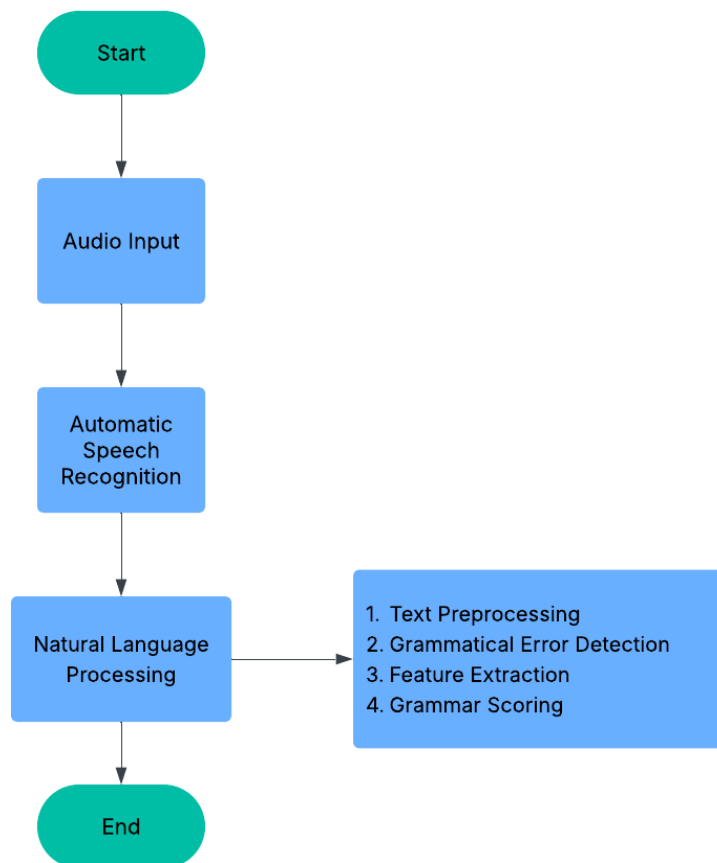 Start
Audio Input
Automatic
Speech
Recognition
Natural Language
Processing
1. Text Preprocessing
2. Grammatical Error Detection
3. Feature Extraction
4. Grammar Scoring
End